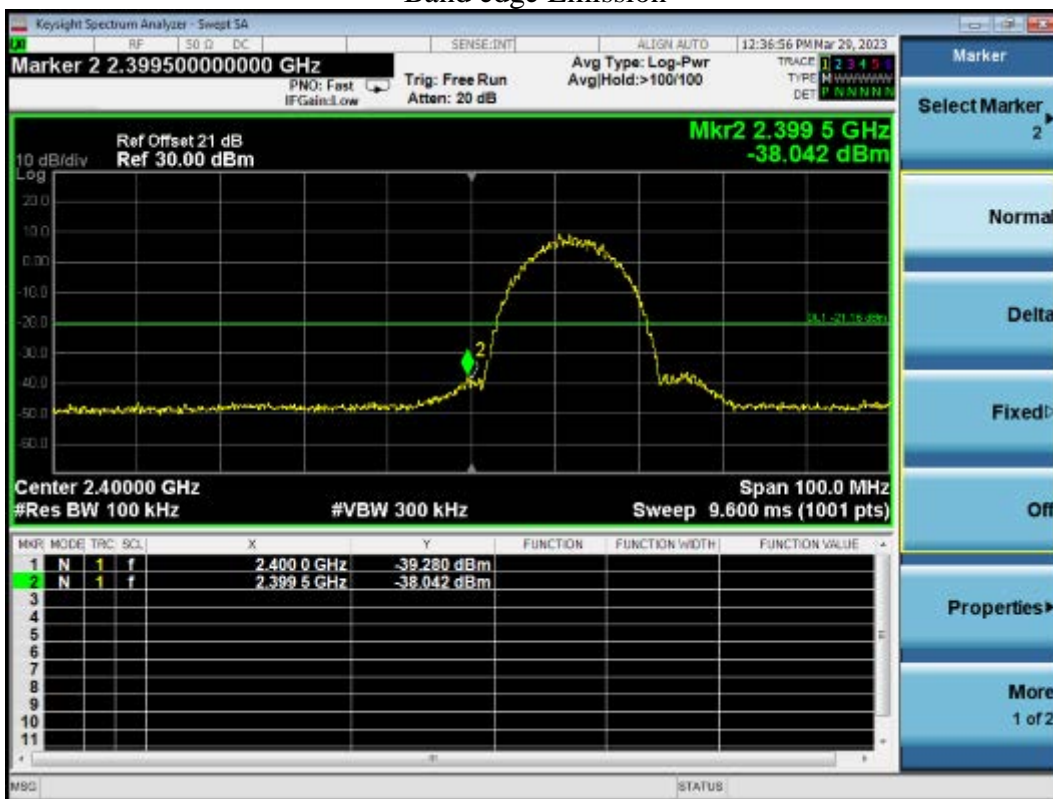 Band edge Emission
Keysight Spectrum Analyzer - Swept SA
RF 50 Ω DC SENSE:INT ALIGN AUTO 12:36:56 PM Mar 29, 2023
Marker 2 2.399500000000 GHz
PNO: Fast
IFGain:Low
Trig: Free Run
Atten: 20 dB
Avg Type: Log-Pwr
Avg|Hold:>100/100
TRACE 1 2 3 4 5 6
TYPE M WWWWW
DET P N N N N N
Ref Offset 21 dB
Ref 30.00 dBm
10 dB/div
Log
Mkr2 2.399 5 GHz
-38.042 dBm
20.0
10.0
0.00
-10.0
-20.0
DL1 -21.16 dBm
-30.0
2
-40.0
-50.0
-60.0
Center 2.40000 GHz Span 100.0 MHz
#Res BW 100 kHz #VBW 300 kHz Sweep 9.600 ms (1001 pts)
MKR MODE TRC SCL X Y FUNCTION FUNCTION WIDTH FUNCTION VALUE
1 N 1 f 2.400 0 GHz -39.280 dBm
2 N 1 f 2.399 5 GHz -38.042 dBm
3
4
5
6
7
8
9
10
11
MSG STATUS
Marker
Select Marker
2
Normal
Delta
Fixed
Off
Properties
More
1 of 2